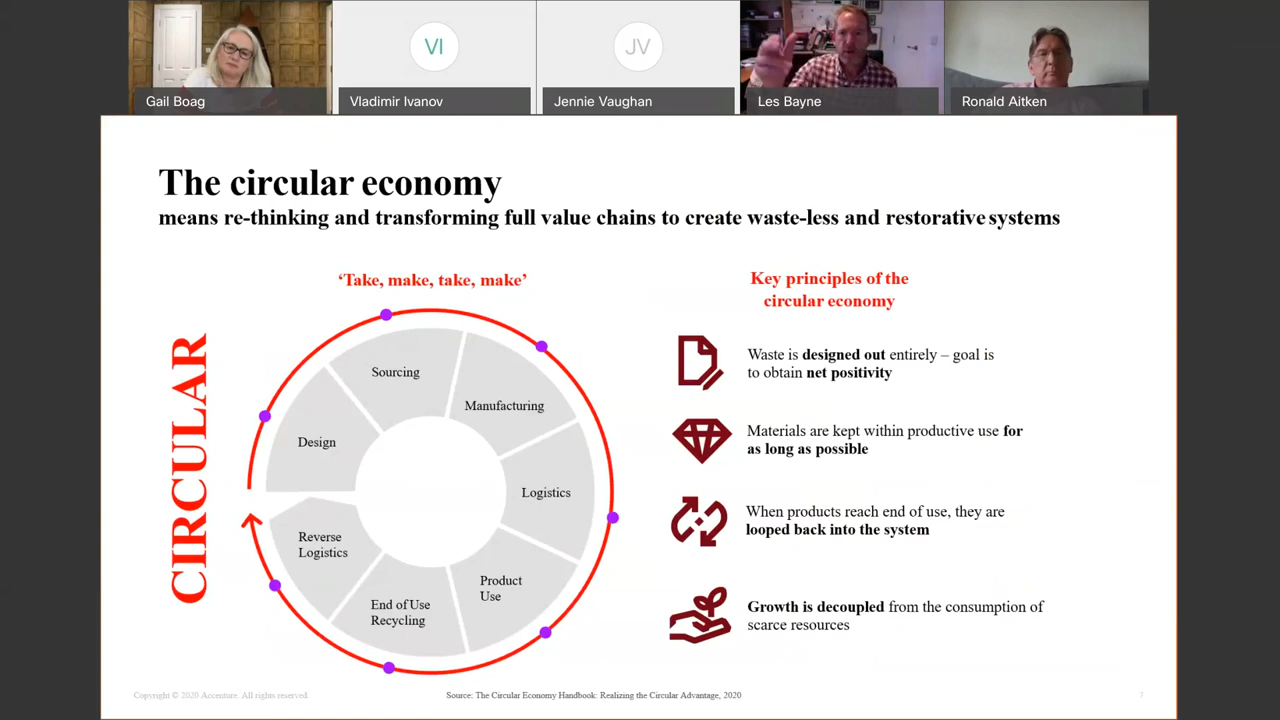 VI
JV
Gail Boag
Vladimir Ivanov
Jennie Vaughan
Les Bayne
Ronald Aitken
The circular economy
means re-thinking and transforming full value chains to create waste-less and restorative systems
‘Take, make, take, make’
CIRCULAR
Sourcing
Manufacturing
Design
Logistics
Reverse
Logistics
Product
Use
End of Use
Recycling
Key principles of the
circular economy
Waste is designed out entirely – goal is
to obtain net positivity
Materials are kept within productive use for
as long as possible
When products reach end of use, they are
looped back into the system
Growth is decoupled from the consumption of
scarce resources
Copyright © 2020 Accenture. All rights reserved.
Source: The Circular Economy Handbook: Realizing the Circular Advantage, 2020
7